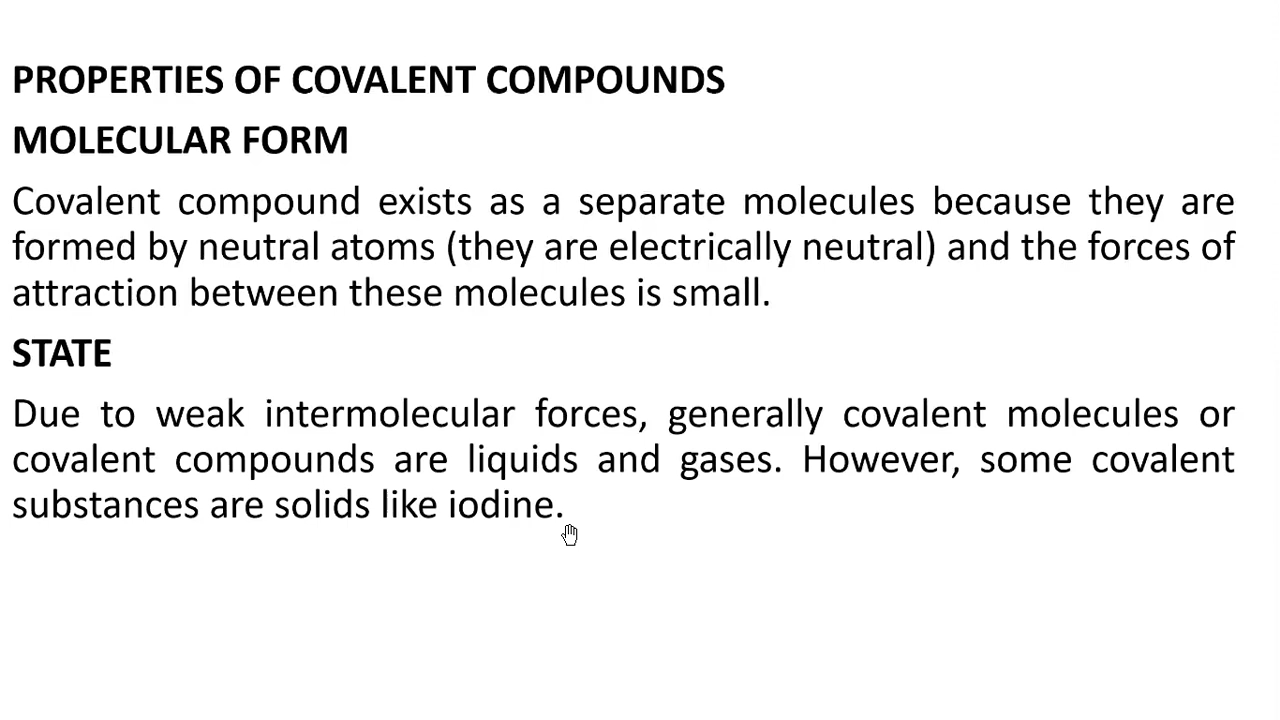 PROPERTIES OF COVALENT COMPOUNDS
MOLECULAR FORM
Covalent compound exists as a separate molecules because they are
formed by neutral atoms (they are electrically neutral) and the forces of
attraction between these molecules is small.
STATE
Due to weak intermolecular forces, generally covalent molecules or
covalent compounds are liquids and gases. However, some covalent
substances are solids like iodine.